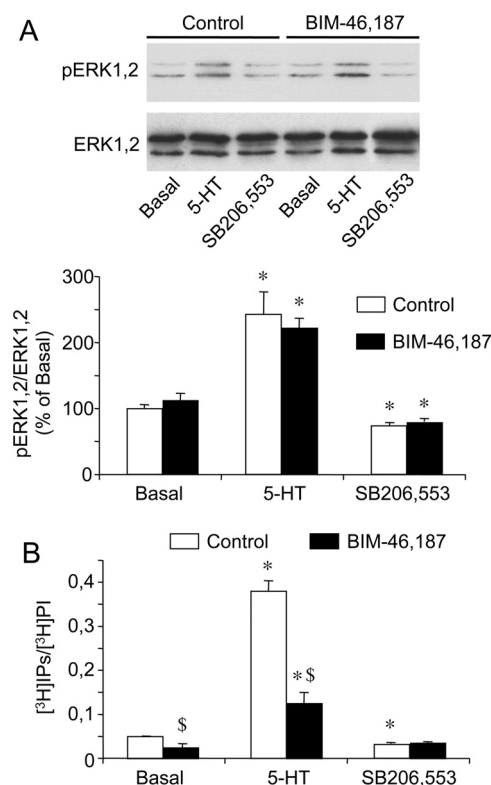 A
Control BIM-46,187
pERK1,2
ERK1,2
Basal 5-HT SB206,553 Basal 5-HT SB206,553
pERK1,2/ERK1,2
(% of Basal)
300
200
100
0
* *
* *
Control
BIM-46,187
Basal 5-HT SB206,553
B
Control BIM-46,187
[³H]IPs/[³H]PI
0,4
0,3
0,2
0,1
0
$
*
*$
*
Basal 5-HT SB206,553